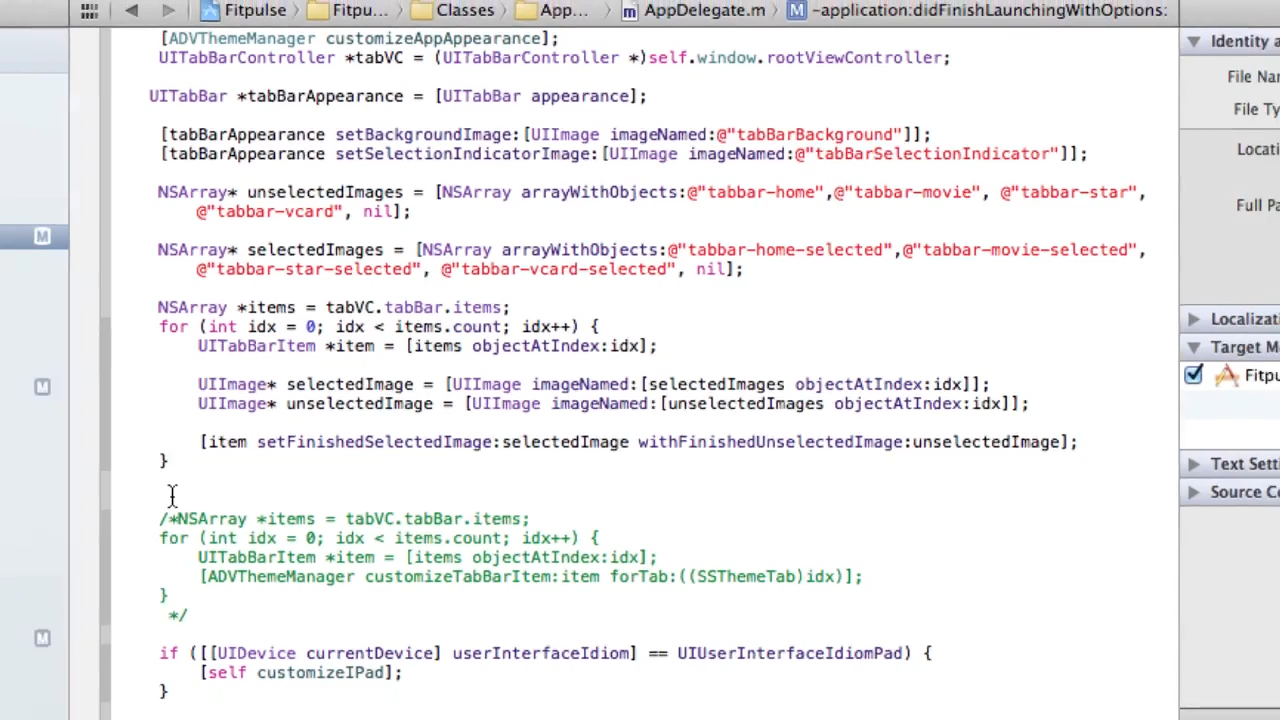 Fitpulse Fitpu... Classes App... AppDelegate.m M -application:didFinishLaunchingWithOptions:
[ADVThemeManager customizeAppAppearance];
UITabBarController *tabVC = (UITabBarController *)self.window.rootViewController;
UITabBar *tabBarAppearance = [UITabBar appearance];
[tabBarAppearance setBackgroundImage:[UIImage imageNamed:@"tabBarBackground"]];
[tabBarAppearance setSelectionIndicatorImage:[UIImage imageNamed:@"tabBarSelectionIndicator"]];
NSArray* unselectedImages = [NSArray arrayWithObjects:@"tabbar-home",@"tabbar-movie", @"tabbar-star",
@"tabbar-vcard", nil];
NSArray* selectedImages = [NSArray arrayWithObjects:@"tabbar-home-selected",@"tabbar-movie-selected",
@"tabbar-star-selected", @"tabbar-vcard-selected", nil];
NSArray *items = tabVC.tabBar.items;
for (int idx = 0; idx < items.count; idx++) {
UITabBarItem *item = [items objectAtIndex:idx];
UIImage* selectedImage = [UIImage imageNamed:[selectedImages objectAtIndex:idx]];
UIImage* unselectedImage = [UIImage imageNamed:[unselectedImages objectAtIndex:idx]];
[item setFinishedSelectedImage:selectedImage withFinishedUnselectedImage:unselectedImage];
}
/*NSArray *items = tabVC.tabBar.items;
for (int idx = 0; idx < items.count; idx++) {
UITabBarItem *item = [items objectAtIndex:idx];
[ADVThemeManager customizeTabBarItem:item forTab:((SSThemeTab)idx)];
}
*/
if ([[UIDevice currentDevice] userInterfaceIdiom] == UIUserInterfaceIdiomPad) {
[self customizeIPad];
}
M
M
M
Identity a
File Nam
File Ty
Locati
Full Pa
Localizati
Target M
Fitpu
Text Setti
Source Co